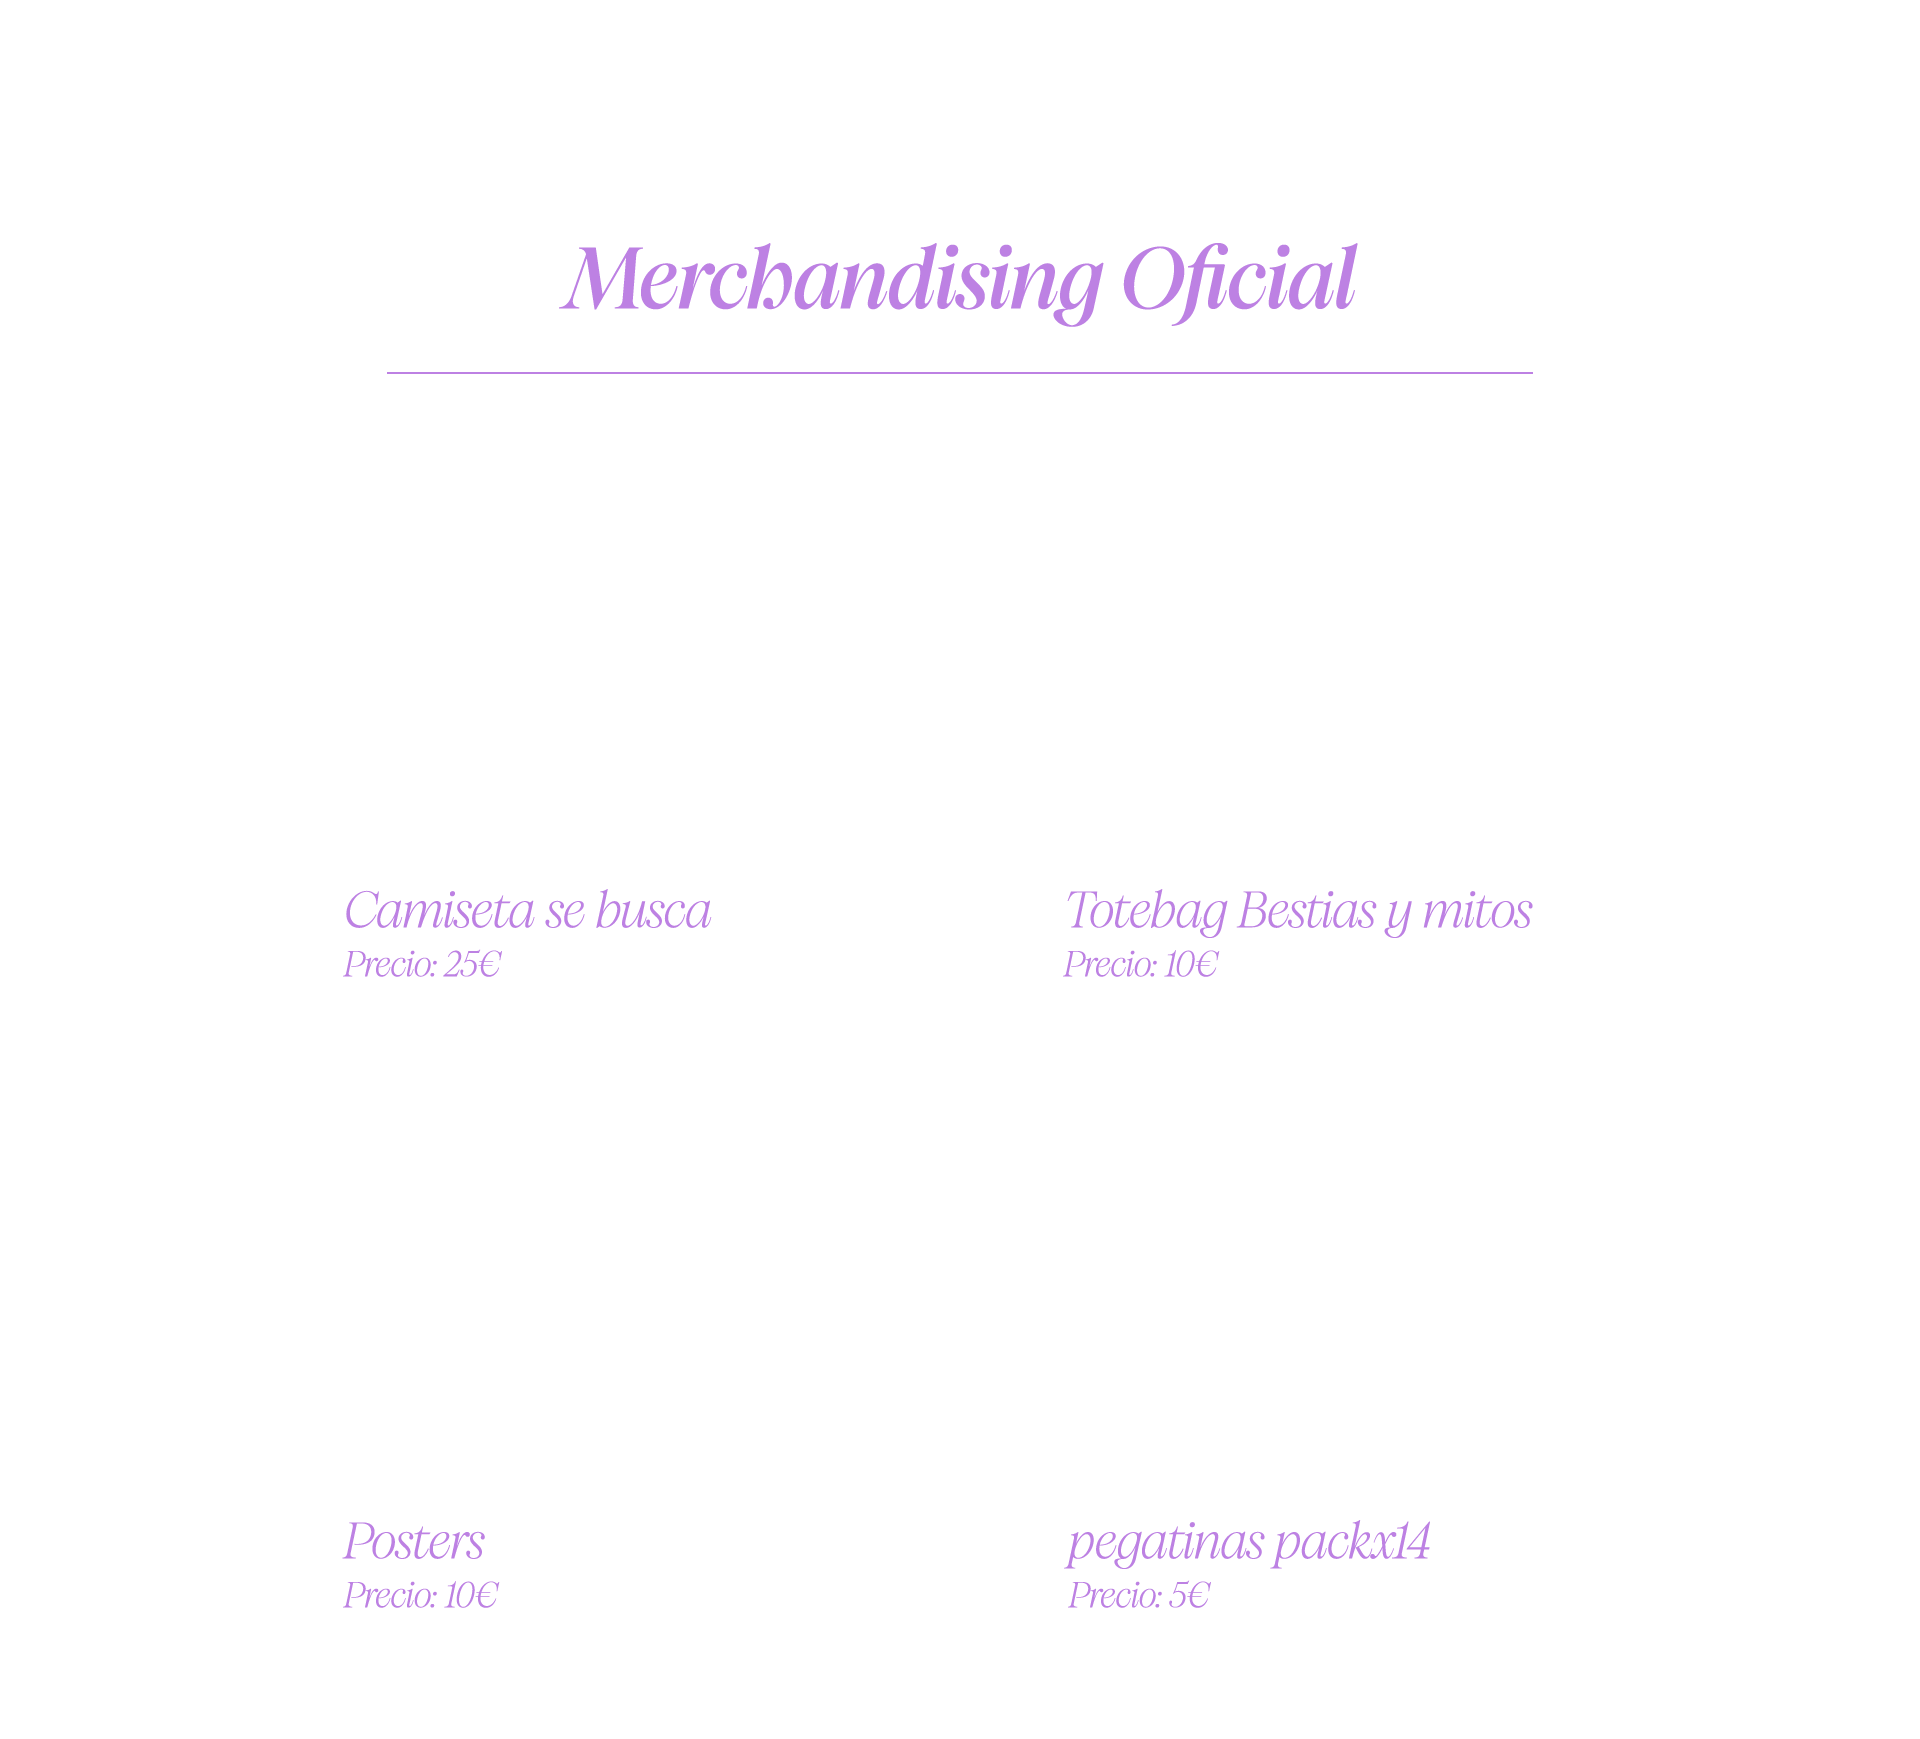 Merchandising Oficial
Camiseta se busca
Precio: 25€
Totebag Bestias y mitos
Precio: 10€
Posters
Precio: 10€
pegatinas packx14
Precio: 5€